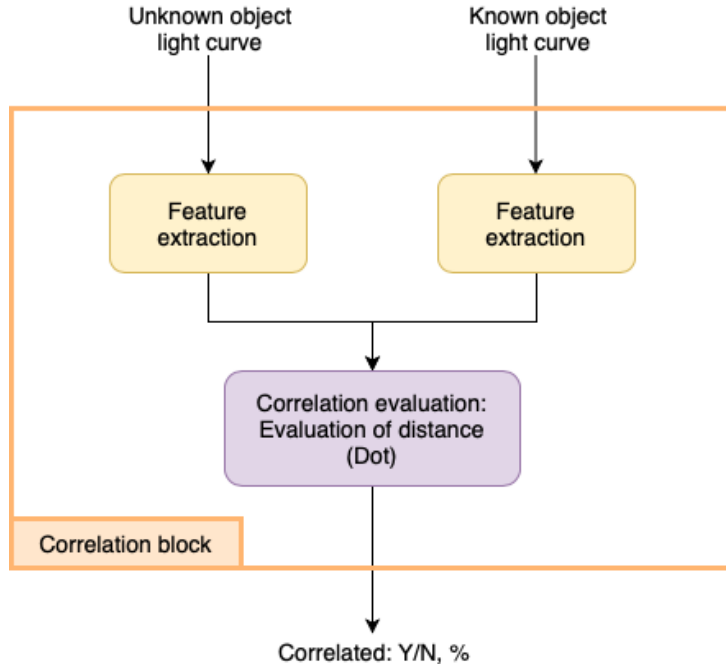 Unknown object
light curve
Known object
light curve
Feature
extraction
Feature
extraction
Correlation evaluation:
Evaluation of distance
(Dot)
Correlation block
Correlated: Y/N, %